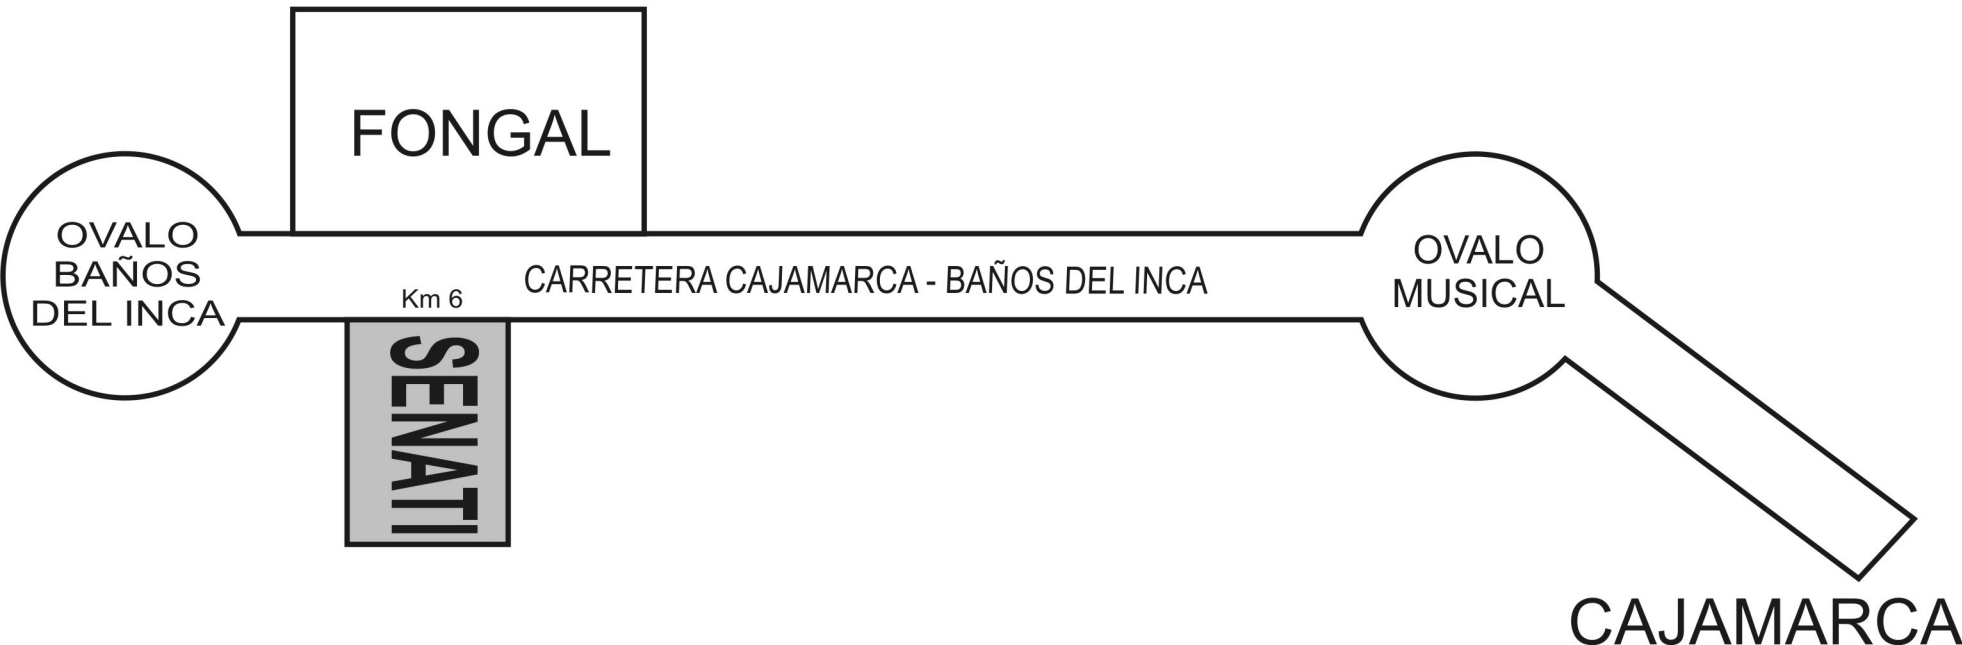 FONGAL
OVALO
BAÑOS
DEL INCA
CARRETERA CAJAMARCA - BAÑOS DEL INCA
Km 6
SENATI
OVALO
MUSICAL
CAJAMARCA